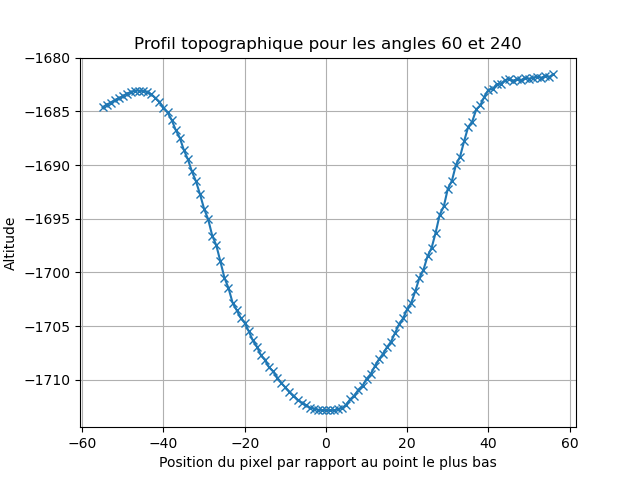 Profil topographique pour les angles 60 et 240
−1680
−1685
−1690
−1695
−1700
−1705
−1710
Altitude
−60 −40 −20 0 20 40 60
Position du pixel par rapport au point le plus bas